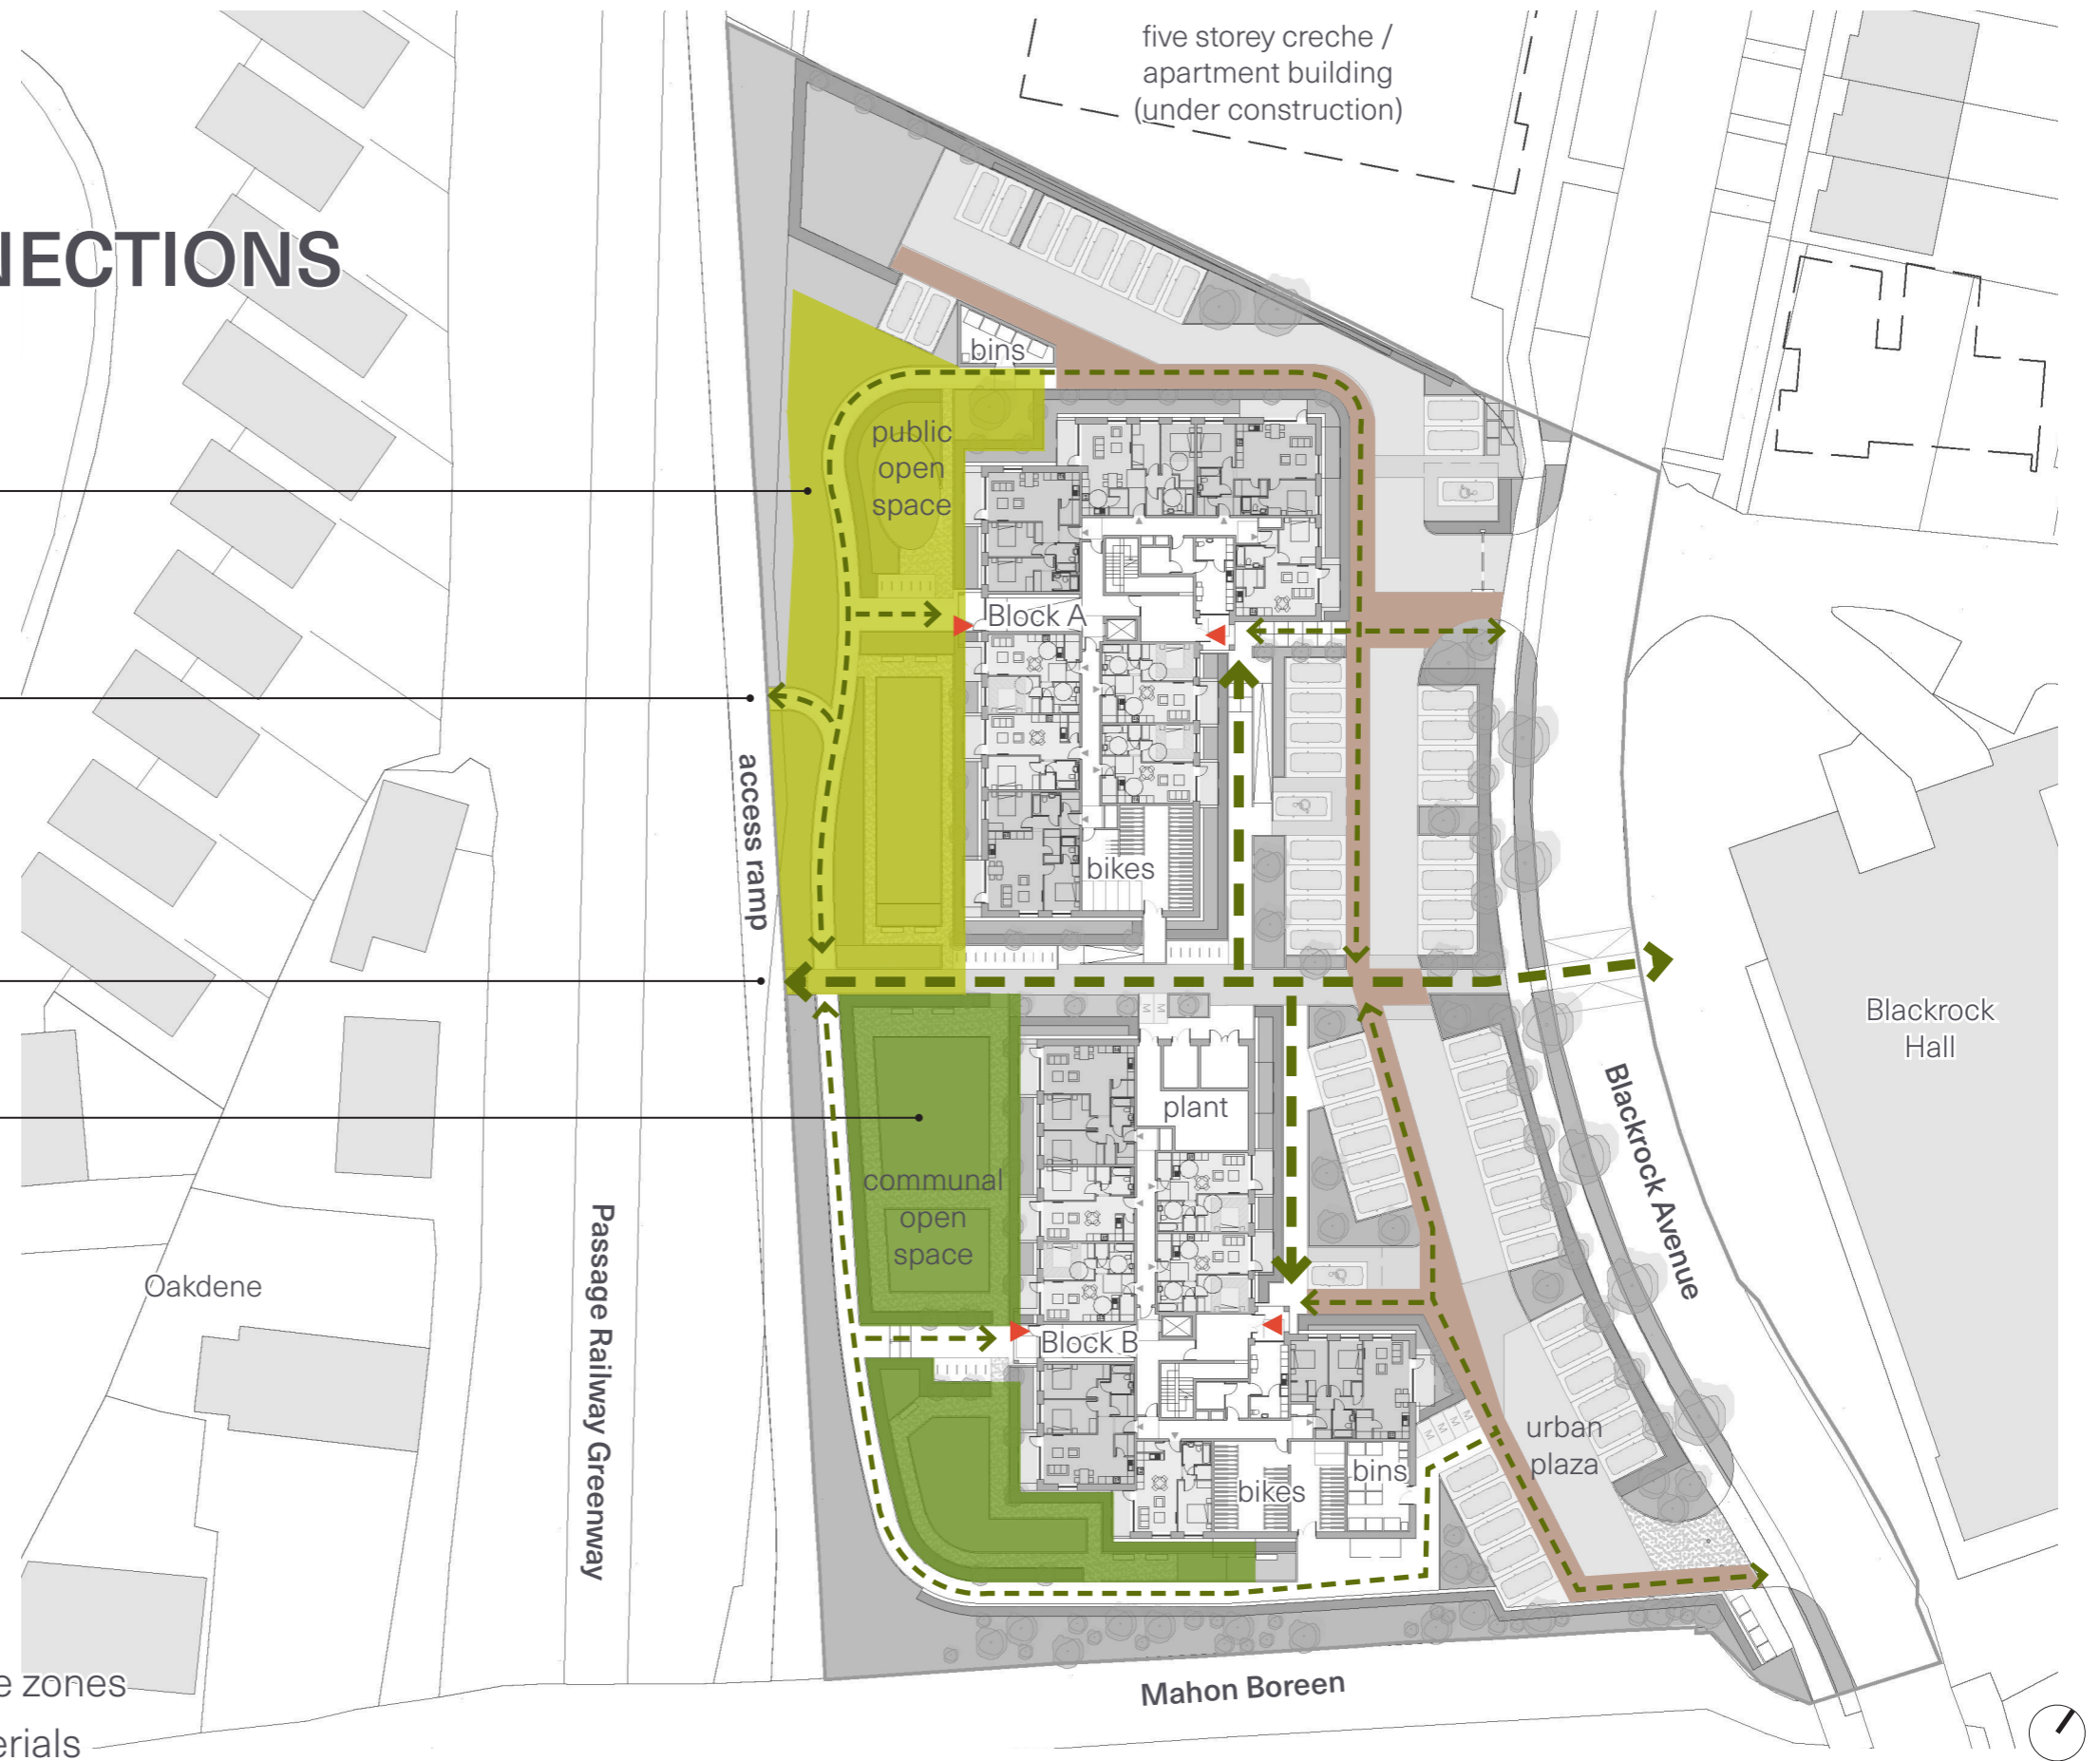 five storey creche /
apartment building
(under construction)
NECTIONS
bins
public
open
space
Block A
access ramp
bikes
Blackrock
Hall
plant
Blackrock Avenue
communal
open
space
Oakdene
Passage Railway Greenway
Block B
urban
plaza
bins
bikes
e zones
Mahon Boreen
erials